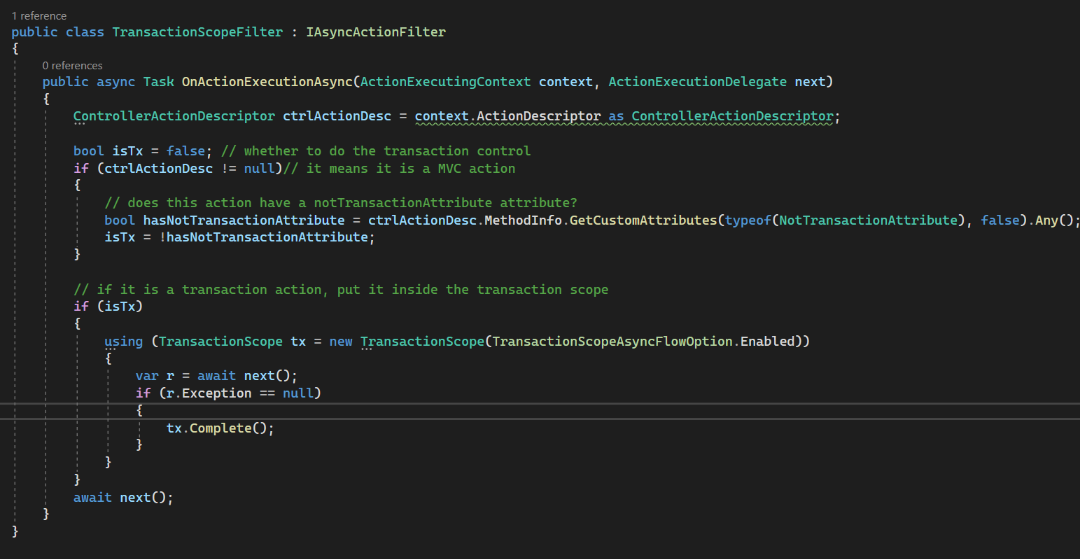 1 reference
public class TransactionScopeFilter : IAsyncActionFilter
{
0 references
public async Task OnActionExecutionAsync(ActionExecutingContext context, ActionExecutionDelegate next)
{
ControllerActionDescriptor ctrlActionDesc = context.ActionDescriptor as ControllerActionDescriptor;
bool isTx = false; // whether to do the transaction control
if (ctrlActionDesc != null)// it means it is a MVC action
{
// does this action have a notTransactionAttribute attribute?
bool hasNotTransactionAttribute = ctrlActionDesc.MethodInfo.GetCustomAttributes(typeof(NotTransactionAttribute), false).Any();
isTx = !hasNotTransactionAttribute;
}
// if it is a transaction action, put it inside the transaction scope
if (isTx)
{
using (TransactionScope tx = new TransactionScope(TransactionScopeAsyncFlowOption.Enabled))
{
var r = await next();
if (r.Exception == null)
{
tx.Complete();
}
}
}
await next();
}
}